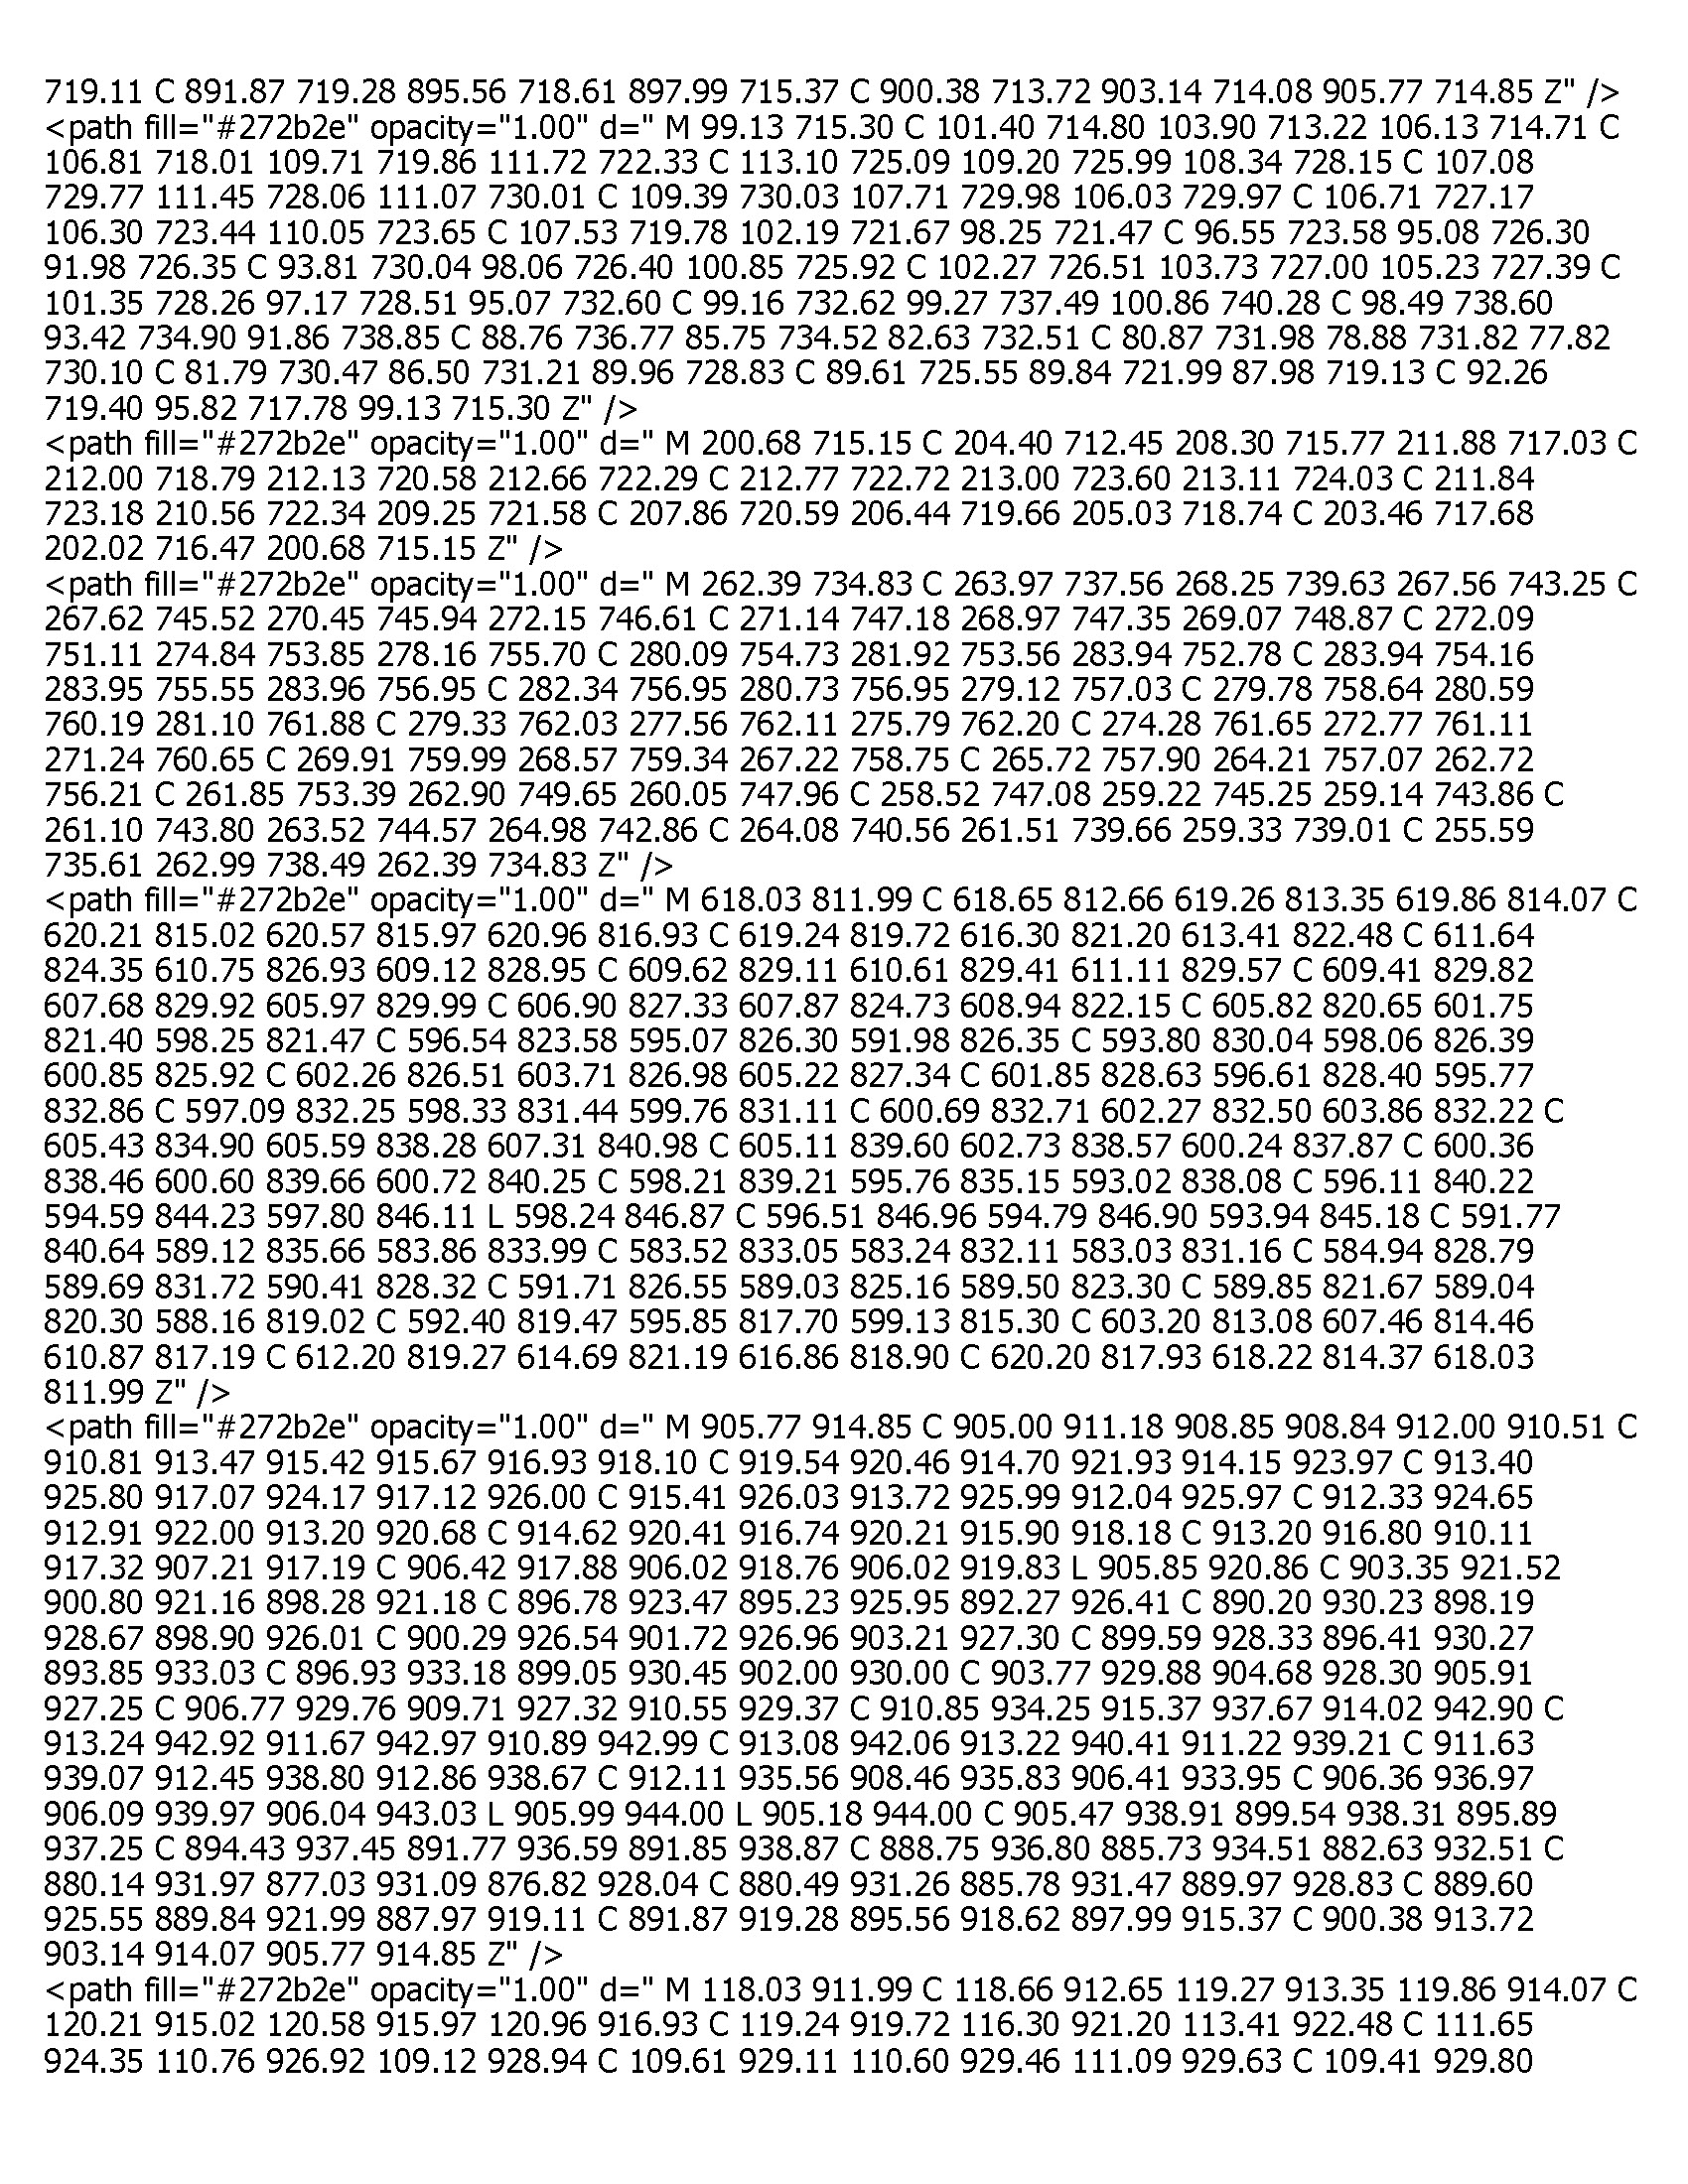 719.11 C 891.87 719.28 895.56 718.61 897.99 715.37 C 900.38 713.72 903.14 714.08 905.77 714.85 Z" />
<path fill="#272b2e" opacity="1.00" d=" M 99.13 715.30 C 101.40 714.80 103.90 713.22 106.13 714.71 C
106.81 718.01 109.71 719.86 111.72 722.33 C 113.10 725.09 109.20 725.99 108.34 728.15 C 107.08
729.77 111.45 728.06 111.07 730.01 C 109.39 730.03 107.71 729.98 106.03 729.97 C 106.71 727.17
106.30 723.44 110.05 723.65 C 107.53 719.78 102.19 721.67 98.25 721.47 C 96.55 723.58 95.08 726.30
91.98 726.35 C 93.81 730.04 98.06 726.40 100.85 725.92 C 102.27 726.51 103.73 727.00 105.23 727.39 C
101.35 728.26 97.17 728.51 95.07 732.60 C 99.16 732.62 99.27 737.49 100.86 740.28 C 98.49 738.60
93.42 734.90 91.86 738.85 C 88.76 736.77 85.75 734.52 82.63 732.51 C 80.87 731.98 78.88 731.82 77.82
730.10 C 81.79 730.47 86.50 731.21 89.96 728.83 C 89.61 725.55 89.84 721.99 87.98 719.13 C 92.26
719.40 95.82 717.78 99.13 715.30 Z" />
<path fill="#272b2e" opacity="1.00" d=" M 200.68 715.15 C 204.40 712.45 208.30 715.77 211.88 717.03 C
212.00 718.79 212.13 720.58 212.66 722.29 C 212.77 722.72 213.00 723.60 213.11 724.03 C 211.84
723.18 210.56 722.34 209.25 721.58 C 207.86 720.59 206.44 719.66 205.03 718.74 C 203.46 717.68
202.02 716.47 200.68 715.15 Z" />
<path fill="#272b2e" opacity="1.00" d=" M 262.39 734.83 C 263.97 737.56 268.25 739.63 267.56 743.25 C
267.62 745.52 270.45 745.94 272.15 746.61 C 271.14 747.18 268.97 747.35 269.07 748.87 C 272.09
751.11 274.84 753.85 278.16 755.70 C 280.09 754.73 281.92 753.56 283.94 752.78 C 283.94 754.16
283.95 755.55 283.96 756.95 C 282.34 756.95 280.73 756.95 279.12 757.03 C 279.78 758.64 280.59
760.19 281.10 761.88 C 279.33 762.03 277.56 762.11 275.79 762.20 C 274.28 761.65 272.77 761.11
271.24 760.65 C 269.91 759.99 268.57 759.34 267.22 758.75 C 265.72 757.90 264.21 757.07 262.72
756.21 C 261.85 753.39 262.90 749.65 260.05 747.96 C 258.52 747.08 259.22 745.25 259.14 743.86 C
261.10 743.80 263.52 744.57 264.98 742.86 C 264.08 740.56 261.51 739.66 259.33 739.01 C 255.59
735.61 262.99 738.49 262.39 734.83 Z" />
<path fill="#272b2e" opacity="1.00" d=" M 618.03 811.99 C 618.65 812.66 619.26 813.35 619.86 814.07 C
620.21 815.02 620.57 815.97 620.96 816.93 C 619.24 819.72 616.30 821.20 613.41 822.48 C 611.64
824.35 610.75 826.93 609.12 828.95 C 609.62 829.11 610.61 829.41 611.11 829.57 C 609.41 829.82
607.68 829.92 605.97 829.99 C 606.90 827.33 607.87 824.73 608.94 822.15 C 605.82 820.65 601.75
821.40 598.25 821.47 C 596.54 823.58 595.07 826.30 591.98 826.35 C 593.80 830.04 598.06 826.39
600.85 825.92 C 602.26 826.51 603.71 826.98 605.22 827.34 C 601.85 828.63 596.61 828.40 595.77
832.86 C 597.09 832.25 598.33 831.44 599.76 831.11 C 600.69 832.71 602.27 832.50 603.86 832.22 C
605.43 834.90 605.59 838.28 607.31 840.98 C 605.11 839.60 602.73 838.57 600.24 837.87 C 600.36
838.46 600.60 839.66 600.72 840.25 C 598.21 839.21 595.76 835.15 593.02 838.08 C 596.11 840.22
594.59 844.23 597.80 846.11 L 598.24 846.87 C 596.51 846.96 594.79 846.90 593.94 845.18 C 591.77
840.64 589.12 835.66 583.86 833.99 C 583.52 833.05 583.24 832.11 583.03 831.16 C 584.94 828.79
589.69 831.72 590.41 828.32 C 591.71 826.55 589.03 825.16 589.50 823.30 C 589.85 821.67 589.04
820.30 588.16 819.02 C 592.40 819.47 595.85 817.70 599.13 815.30 C 603.20 813.08 607.46 814.46
610.87 817.19 C 612.20 819.27 614.69 821.19 616.86 818.90 C 620.20 817.93 618.22 814.37 618.03
811.99 Z" />
<path fill="#272b2e" opacity="1.00" d=" M 905.77 914.85 C 905.00 911.18 908.85 908.84 912.00 910.51 C
910.81 913.47 915.42 915.67 916.93 918.10 C 919.54 920.46 914.70 921.93 914.15 923.97 C 913.40
925.80 917.07 924.17 917.12 926.00 C 915.41 926.03 913.72 925.99 912.04 925.97 C 912.33 924.65
912.91 922.00 913.20 920.68 C 914.62 920.41 916.74 920.21 915.90 918.18 C 913.20 916.80 910.11
917.32 907.21 917.19 C 906.42 917.88 906.02 918.76 906.02 919.83 L 905.85 920.86 C 903.35 921.52
900.80 921.16 898.28 921.18 C 896.78 923.47 895.23 925.95 892.27 926.41 C 890.20 930.23 898.19
928.67 898.90 926.01 C 900.29 926.54 901.72 926.96 903.21 927.30 C 899.59 928.33 896.41 930.27
893.85 933.03 C 896.93 933.18 899.05 930.45 902.00 930.00 C 903.77 929.88 904.68 928.30 905.91
927.25 C 906.77 929.76 909.71 927.32 910.55 929.37 C 910.85 934.25 915.37 937.67 914.02 942.90 C
913.24 942.92 911.67 942.97 910.89 942.99 C 913.08 942.06 913.22 940.41 911.22 939.21 C 911.63
939.07 912.45 938.80 912.86 938.67 C 912.11 935.56 908.46 935.83 906.41 933.95 C 906.36 936.97
906.09 939.97 906.04 943.03 L 905.99 944.00 L 905.18 944.00 C 905.47 938.91 899.54 938.31 895.89
937.25 C 894.43 937.45 891.77 936.59 891.85 938.87 C 888.75 936.80 885.73 934.51 882.63 932.51 C
880.14 931.97 877.03 931.09 876.82 928.04 C 880.49 931.26 885.78 931.47 889.97 928.83 C 889.60
925.55 889.84 921.99 887.97 919.11 C 891.87 919.28 895.56 918.62 897.99 915.37 C 900.38 913.72
903.14 914.07 905.77 914.85 Z" />
<path fill="#272b2e" opacity="1.00" d=" M 118.03 911.99 C 118.66 912.65 119.27 913.35 119.86 914.07 C
120.21 915.02 120.58 915.97 120.96 916.93 C 119.24 919.72 116.30 921.20 113.41 922.48 C 111.65
924.35 110.76 926.92 109.12 928.94 C 109.61 929.11 110.60 929.46 111.09 929.63 C 109.41 929.80